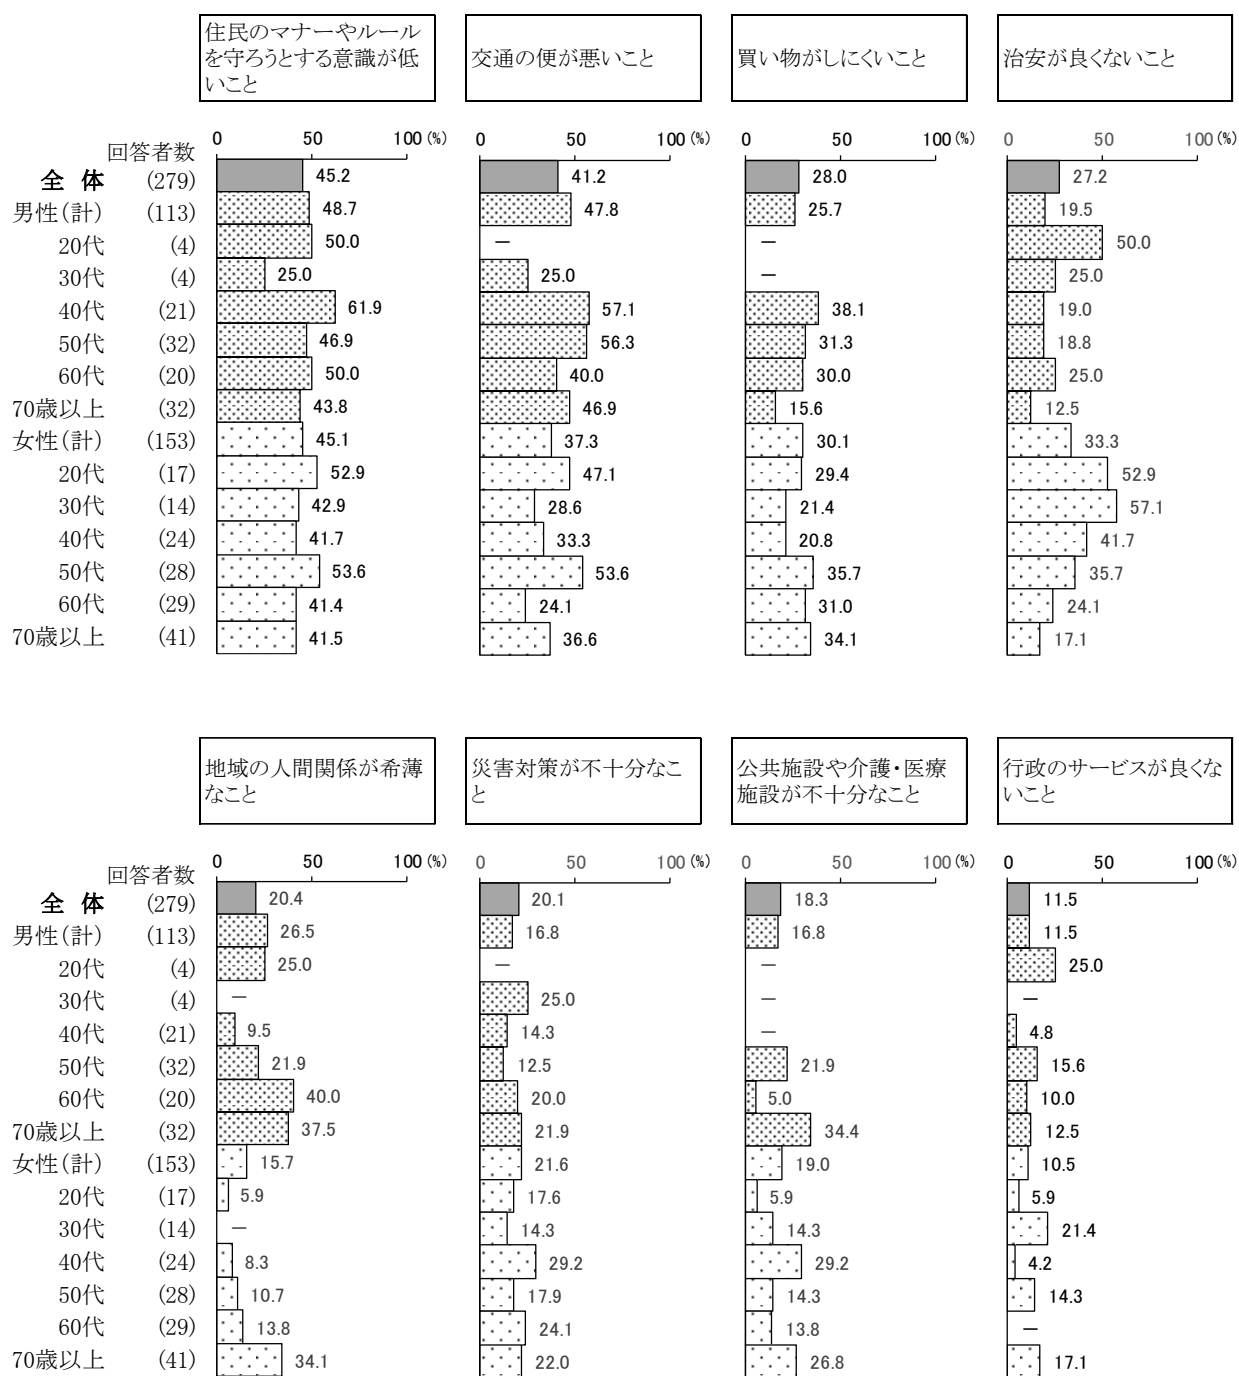 住民のマナーやルール
を守ろうとする意識が低
いこと
交通の便が悪いこと
買い物がしにくいこと
治安が良くないこと
0 50 100 (%) 0 50 100 (%) 0 50 100 (%) 0 50 100 (%)
回答者数
全 体 (279) 45.2 41.2 28.0 27.2
男性(計) (113) 48.7 47.8 25.7 19.5
20代 (4) 50.0 － － 50.0
30代 (4) 25.0 25.0 － 25.0
40代 (21) 61.9 57.1 38.1 19.0
50代 (32) 46.9 56.3 31.3 18.8
60代 (20) 50.0 40.0 30.0 25.0
70歳以上 (32) 43.8 46.9 15.6 12.5
女性(計) (153) 45.1 37.3 30.1 33.3
20代 (17) 52.9 47.1 29.4 52.9
30代 (14) 42.9 28.6 21.4 57.1
40代 (24) 41.7 33.3 20.8 41.7
50代 (28) 53.6 53.6 35.7 35.7
60代 (29) 41.4 24.1 31.0 24.1
70歳以上 (41) 41.5 36.6 34.1 17.1
地域の人間関係が希薄
なこと
災害対策が不十分なこ
と
公共施設や介護・医療
施設が不十分なこと
行政のサービスが良くな
いこと
0 50 100 (%) 0 50 100 (%) 0 50 100 (%) 0 50 100 (%)
回答者数
全 体 (279) 20.4 20.1 18.3 11.5
男性(計) (113) 26.5 16.8 16.8 11.5
20代 (4) 25.0 － － 25.0
30代 (4) － 25.0 － －
40代 (21) 9.5 14.3 － 4.8
50代 (32) 21.9 12.5 21.9 15.6
60代 (20) 40.0 20.0 5.0 10.0
70歳以上 (32) 37.5 21.9 34.4 12.5
女性(計) (153) 15.7 21.6 19.0 10.5
20代 (17) 5.9 17.6 5.9 5.9
30代 (14) － 14.3 14.3 21.4
40代 (24) 8.3 29.2 29.2 4.2
50代 (28) 10.7 17.9 14.3 14.3
60代 (29) 13.8 24.1 13.8 －
70歳以上 (41) 34.1 22.0 26.8 17.1